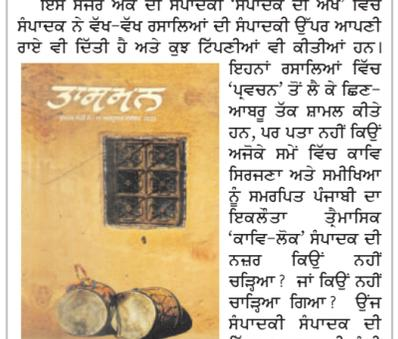 ਇਸ ਸਜਰੇ ਅੰਕ ਦੀ ਸੰਪਾਦਕੀ 'ਸੰਪਾਦਕ ਦੀ ਅੱਖ' ਵਿੱਚ
ਸੰਪਾਦਕ ਨੇ ਵੱਖ-ਵੱਖ ਰਸਾਲਿਆਂ ਦੀ ਸੰਪਾਦਕੀ ਉੱਪਰ ਆਪਣੀ
ਰਾਏ ਵੀ ਦਿੱਤੀ ਹੈ ਅਤੇ ਕੁਝ ਟਿੱਪਣੀਆਂ ਵੀ ਕੀਤੀਆਂ ਹਨ।
ਤਾਸਮਨ
ਇਹਨਾਂ ਰਸਾਲਿਆਂ ਵਿੱਚ
'ਪ੍ਰਵਚਨ' ਤੋਂ ਲੈ ਕੇ ਛਿਣ-
ਆਬਰੂ ਤੱਕ ਸ਼ਾਮਲ ਕੀਤੇ
ਹਨ, ਪਰ ਪਤਾ ਨਹੀਂ ਕਿਉਂ
ਅਜੋਕੇ ਸਮੇਂ ਵਿੱਚ ਕਾਵਿ
ਸਿਰਜਣਾ ਅਤੇ ਸਮੀਖਿਆ
ਨੂੰ ਸਮਰਪਿਤ ਪੰਜਾਬੀ ਦਾ
ਇਕਲੌਤਾ ਤ੍ਰੈਮਾਸਿਕ
'ਕਾਵਿ-ਲੋਕ' ਸੰਪਾਦਕ ਦੀ
ਨਜ਼ਰ ਕਿਉਂ ਨਹੀਂ
ਚੜ੍ਹਿਆ? ਜਾਂ ਕਿਉਂ ਨਹੀਂ
ਚਾੜ੍ਹਿਆ ਗਿਆ? ਉਂਜ
ਸੰਪਾਦਕੀ ਸੰਪਾਦਕ ਦੀ